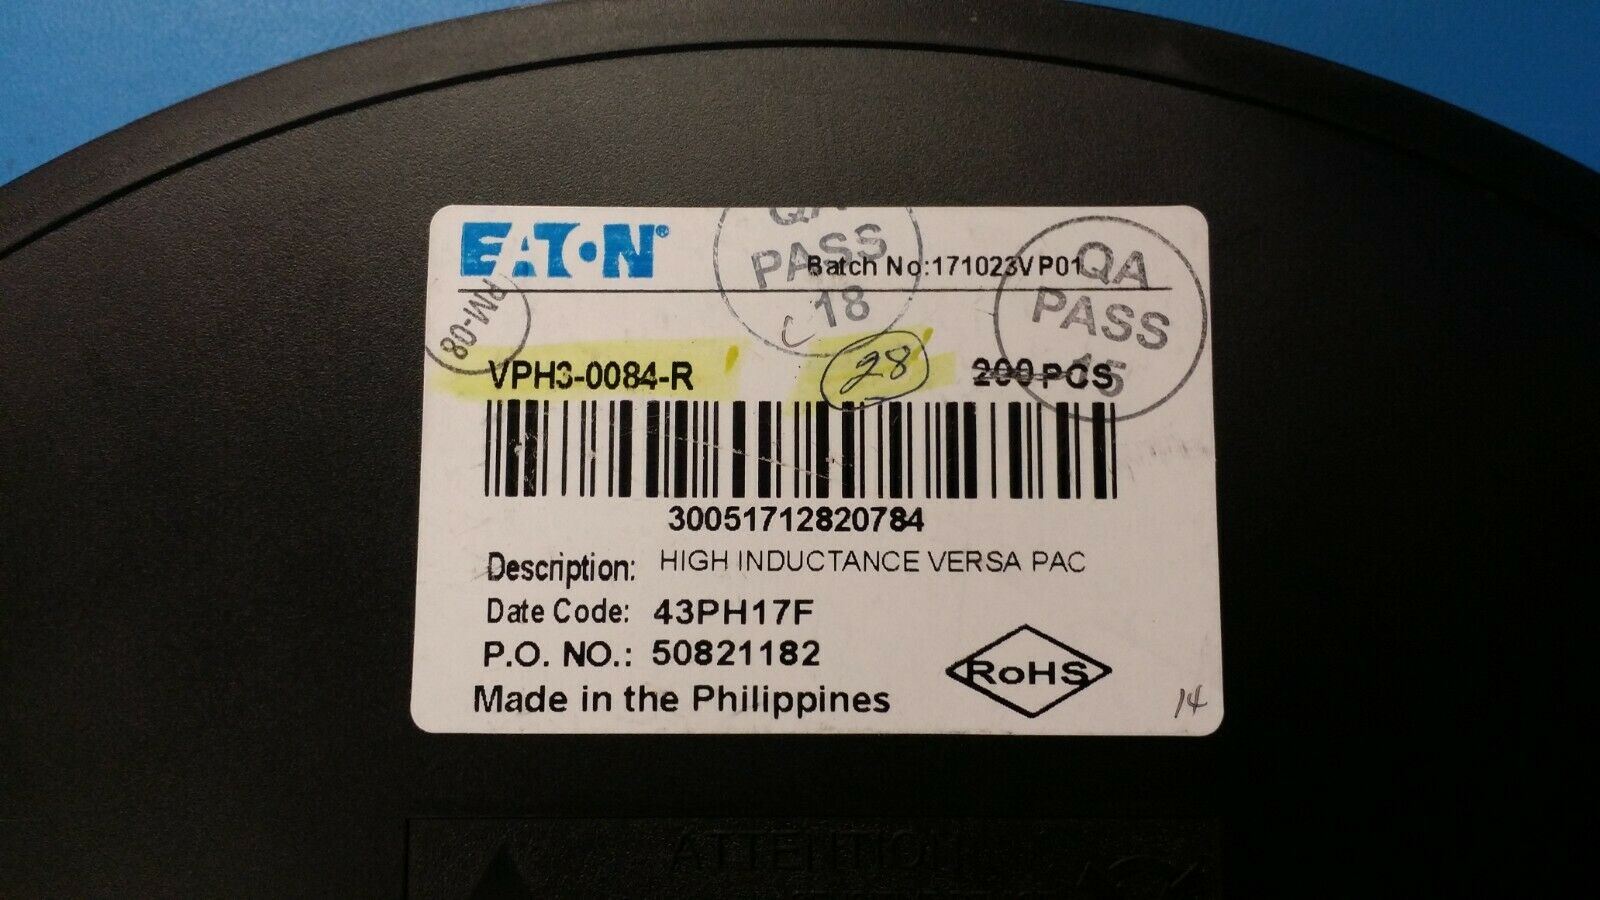 EATON®
QA
PASS
18
Batch No:171023VP01
QA
PASS
15
RM-08
VPH3-0084-R
28
200 PCS
30051712820784
Description: HIGH INDUCTANCE VERSA PAC
Date Code: 43PH17F
P.O. NO.: 50821182
Made in the Philippines
RoHS
14
ATTENTION